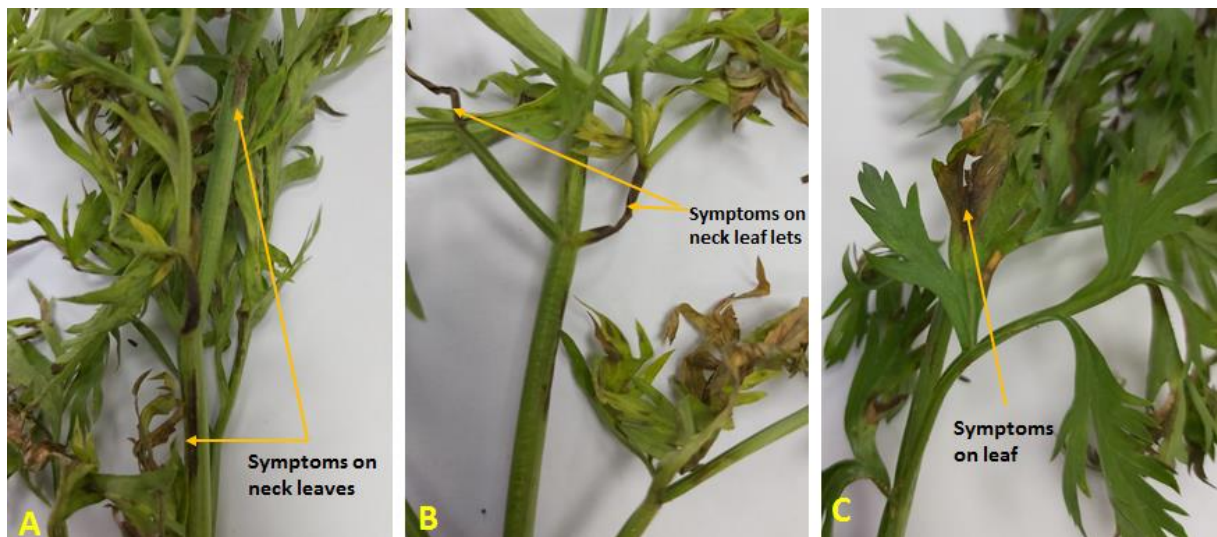 Symptoms on
neck leaves
A
Symptoms on
neck leaf lets
B
Symptoms
on leaf
C